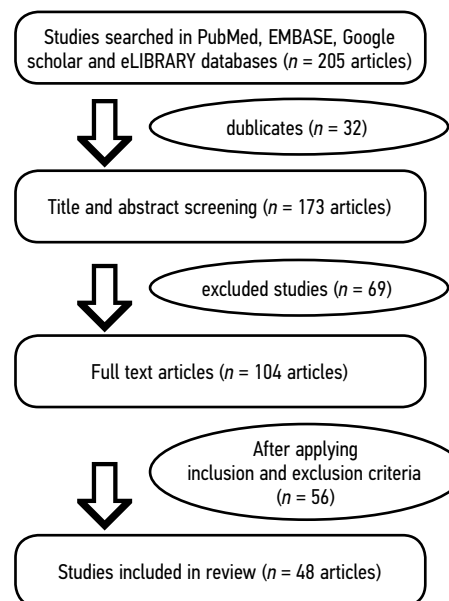 Studies searched in PubMed, EMBASE, Google
scholar and eLIBRARY databases (n = 205 articles)
dublicates (n = 32)
Title and abstract screening (n = 173 articles)
excluded studies (n = 69)
Full text articles (n = 104 articles)
After applying
inclusion and exclusion criteria
(n = 56)
Studies included in review (n = 48 articles)